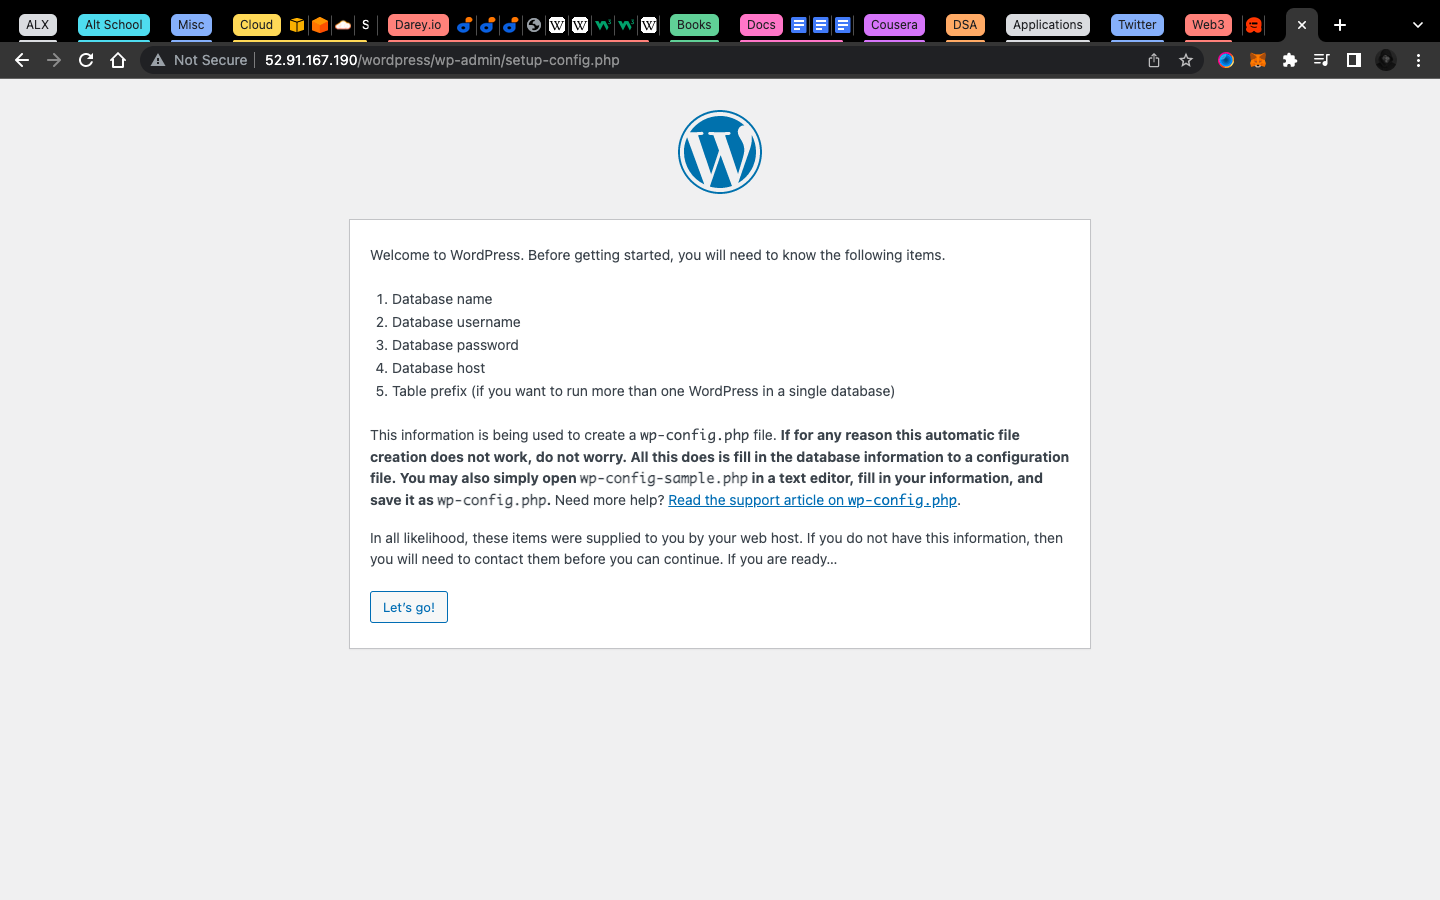 ALX Alt School Misc Cloud S Darey.io Books Docs Cousera DSA Applications Twitter Web3
Not Secure 52.91.167.190/wordpress/wp-admin/setup-config.php
Welcome to WordPress. Before getting started, you will need to know the following items.
1. Database name
2. Database username
3. Database password
4. Database host
5. Table prefix (if you want to run more than one WordPress in a single database)
This information is being used to create a wp-config.php file. If for any reason this automatic file
creation does not work, do not worry. All this does is fill in the database information to a configuration
file. You may also simply open wp-config-sample.php in a text editor, fill in your information, and
save it as wp-config.php. Need more help? Read the support article on wp-config.php.
In all likelihood, these items were supplied to you by your web host. If you do not have this information, then
you will need to contact them before you can continue. If you are ready…
Let’s go!